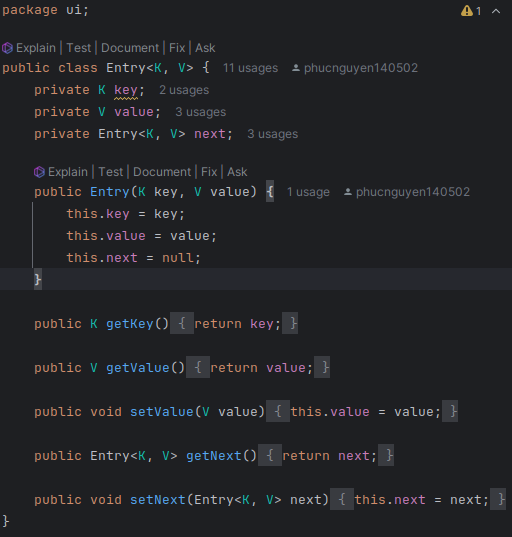 package ui;
1
Explain | Test | Document | Fix | Ask
public class Entry<K, V> { 11 usages phucnguyen140502
private K key; 2 usages
private V value; 3 usages
private Entry<K, V> next; 3 usages
Explain | Test | Document | Fix | Ask
public Entry(K key, V value) { 1 usage phucnguyen140502
this.key = key;
this.value = value;
this.next = null;
}
public K getKey() { return key; }
public V getValue() { return value; }
public void setValue(V value) { this.value = value; }
public Entry<K, V> getNext() { return next; }
public void setNext(Entry<K, V> next) { this.next = next; }
}